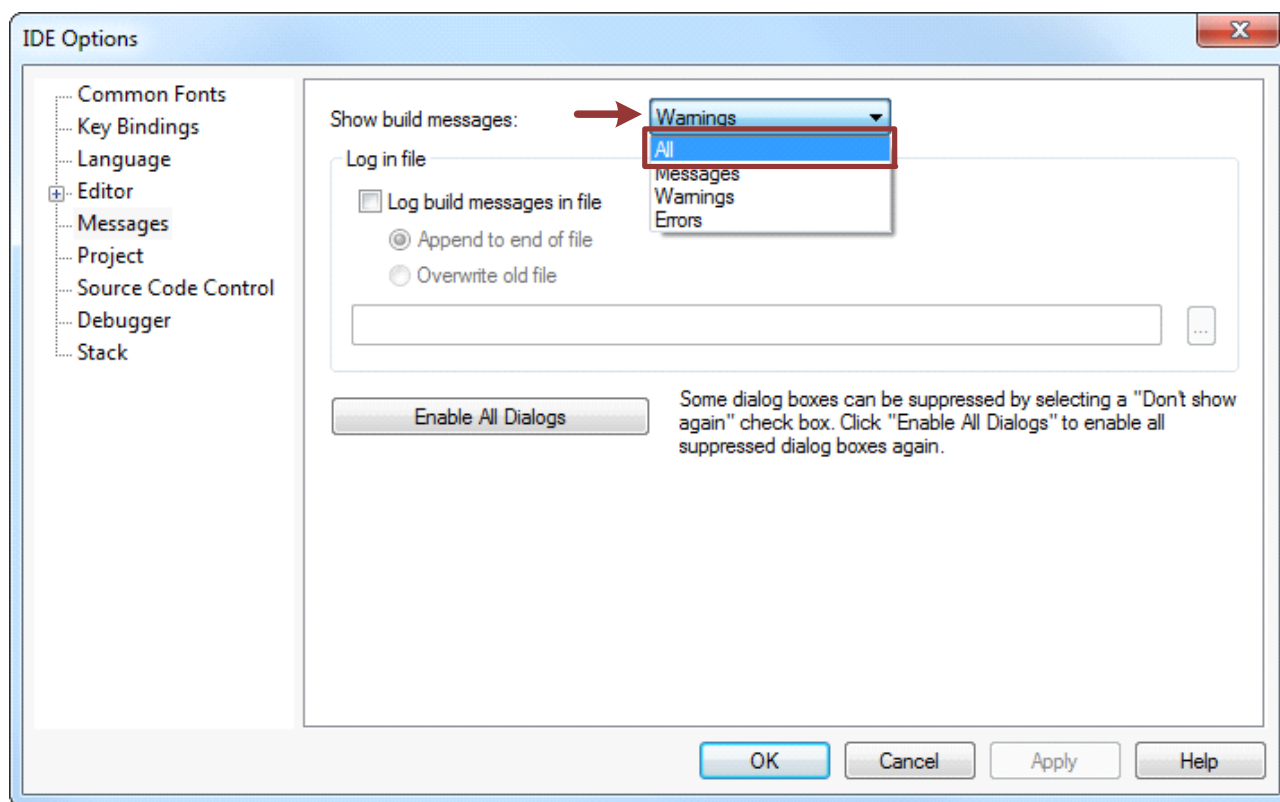 IDE Options
X
Common Fonts
Key Bindings
Language
Editor
Messages
Project
Source Code Control
Debugger
Stack
Show build messages:
Warnings
All
Messages
Warnings
Errors
Log in file
Log build messages in file
Append to end of file
Overwrite old file
...
Enable All Dialogs
Some dialog boxes can be suppressed by selecting a "Don't show
again" check box. Click "Enable All Dialogs" to enable all
suppressed dialog boxes again.
OK
Cancel
Apply
Help